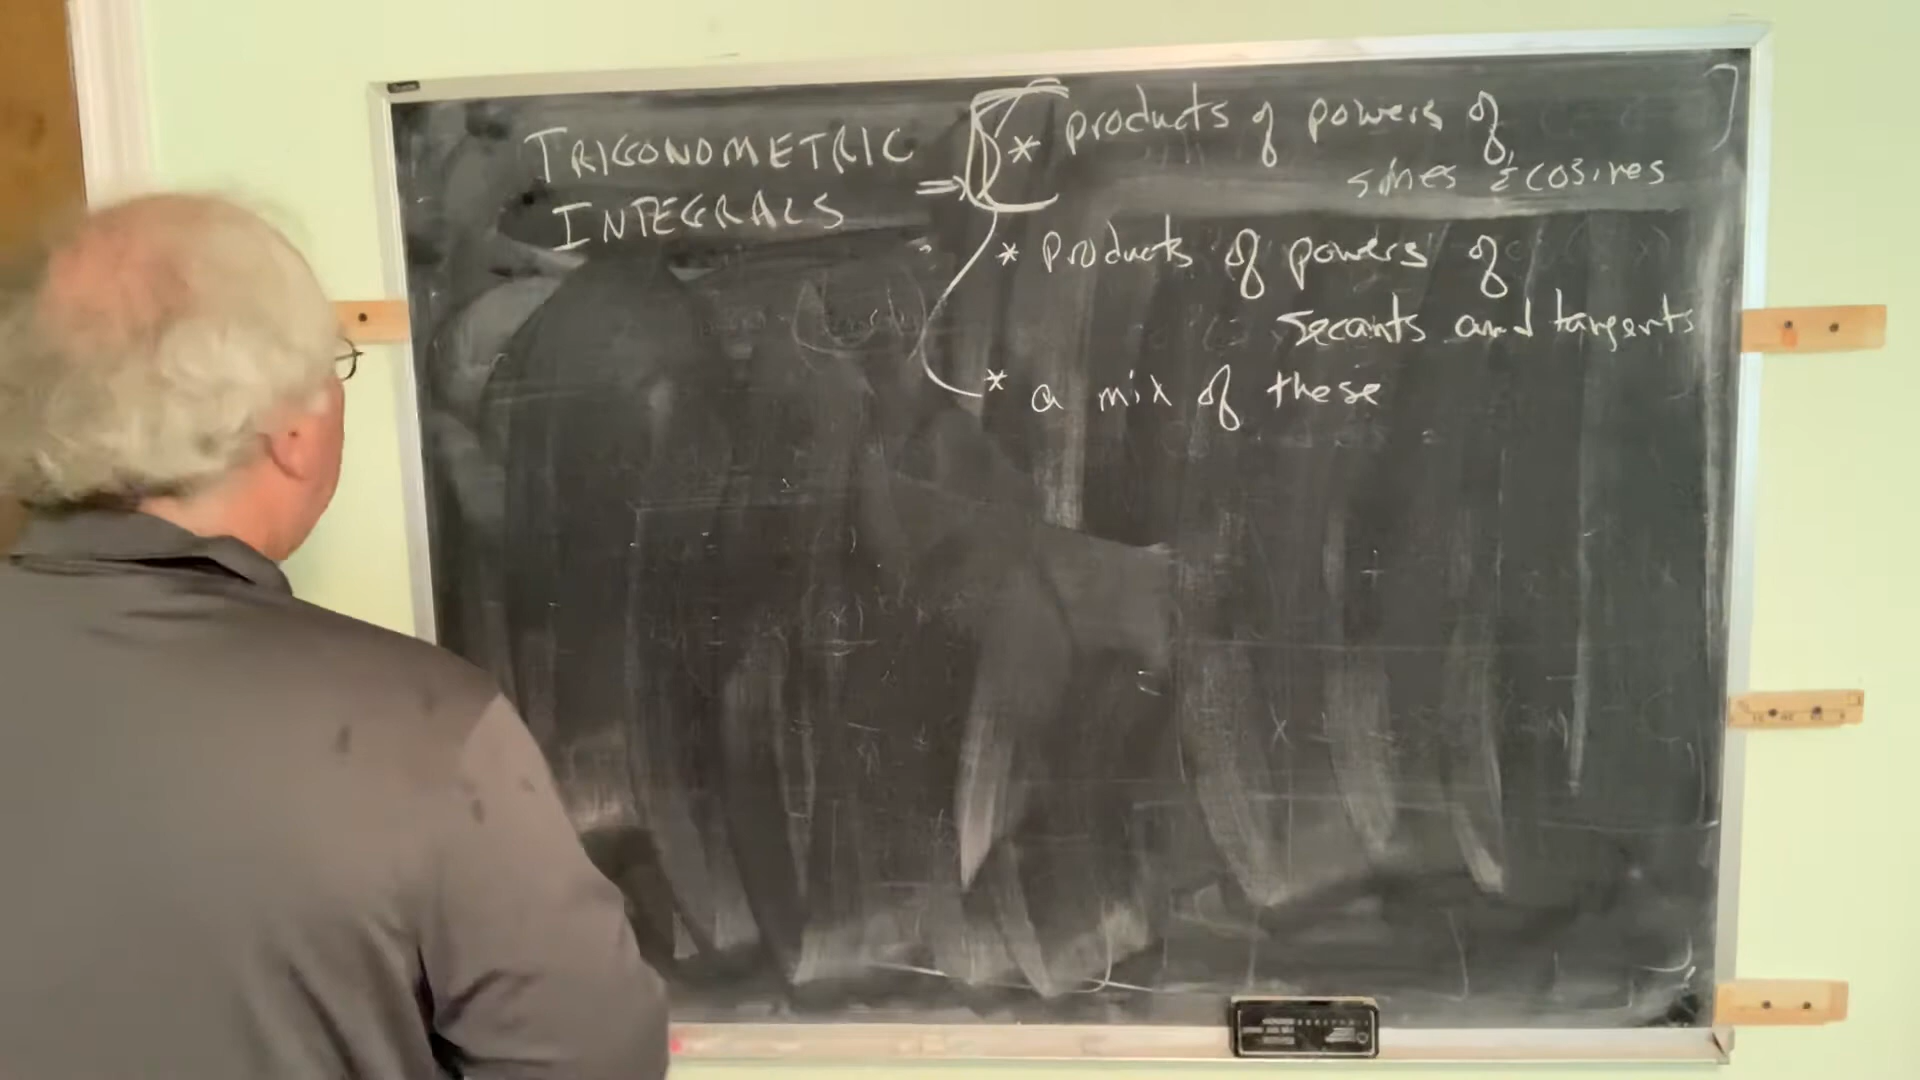 TRIGONOMETRIC
INTEGRALS
⇒ * products of powers of
sines & cosines
* Products of powers of
Secants and tangents
* a mix of these